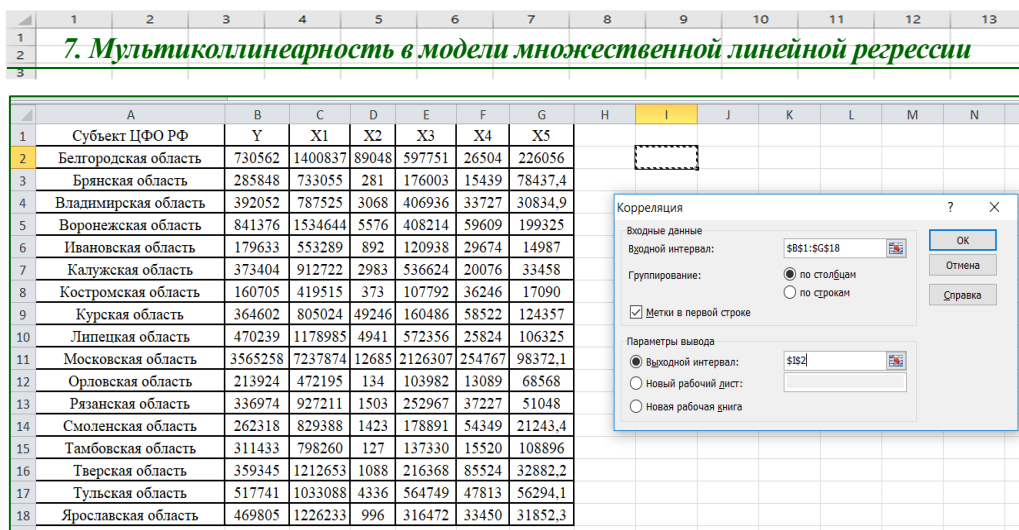 1 2 3 4 5 6 7 8 9 10 11 12 13
1
2
3
7. Мультиколлинеарность в модели множественной линейной регрессии
A B C D E F G H I J K L M N
1 Субъект ЦФО РФ Y X1 X2 X3 X4 X5
2 Белгородская область 730562 1400837 89048 597751 26504 226056
3 Брянская область 285848 733055 281 176003 15439 78437,4
4 Владимирская область 392052 787525 3068 406936 33727 30834,9
5 Воронежская область 841376 1534644 5576 408214 59609 199325
6 Ивановская область 179633 553289 892 120938 29674 14987
7 Калужская область 373404 912722 2983 536624 20076 33458
8 Костромская область 160705 419515 373 107792 36246 17090
9 Курская область 364602 805024 49246 160486 58522 124357
10 Липецкая область 470239 1178985 4941 572356 25824 106325
11 Московская область 3565258 7237874 12685 2126307 254767 98372,1
12 Орловская область 213924 472195 134 103982 13089 68568
13 Рязанская область 336974 927211 1503 252967 37227 51048
14 Смоленская область 262318 829388 1423 178891 54349 21243,4
15 Тамбовская область 311433 798260 127 137330 15520 108896
16 Тверская область 359345 1212653 1088 216368 85524 32882,2
17 Тульская область 517741 1033088 4336 564749 47813 56294,1
18 Ярославская область 469805 1226233 996 316472 33450 31852,3
Корреляция ? ×
Входные данные
Входной интервал: $B$1:$G$18
Группирование: по столбцам
по строкам
Метки в первой строке
Параметры вывода
Выходной интервал: $I$2
Новый рабочий лист:
Новая рабочая книга
ОК
Отмена
Справка